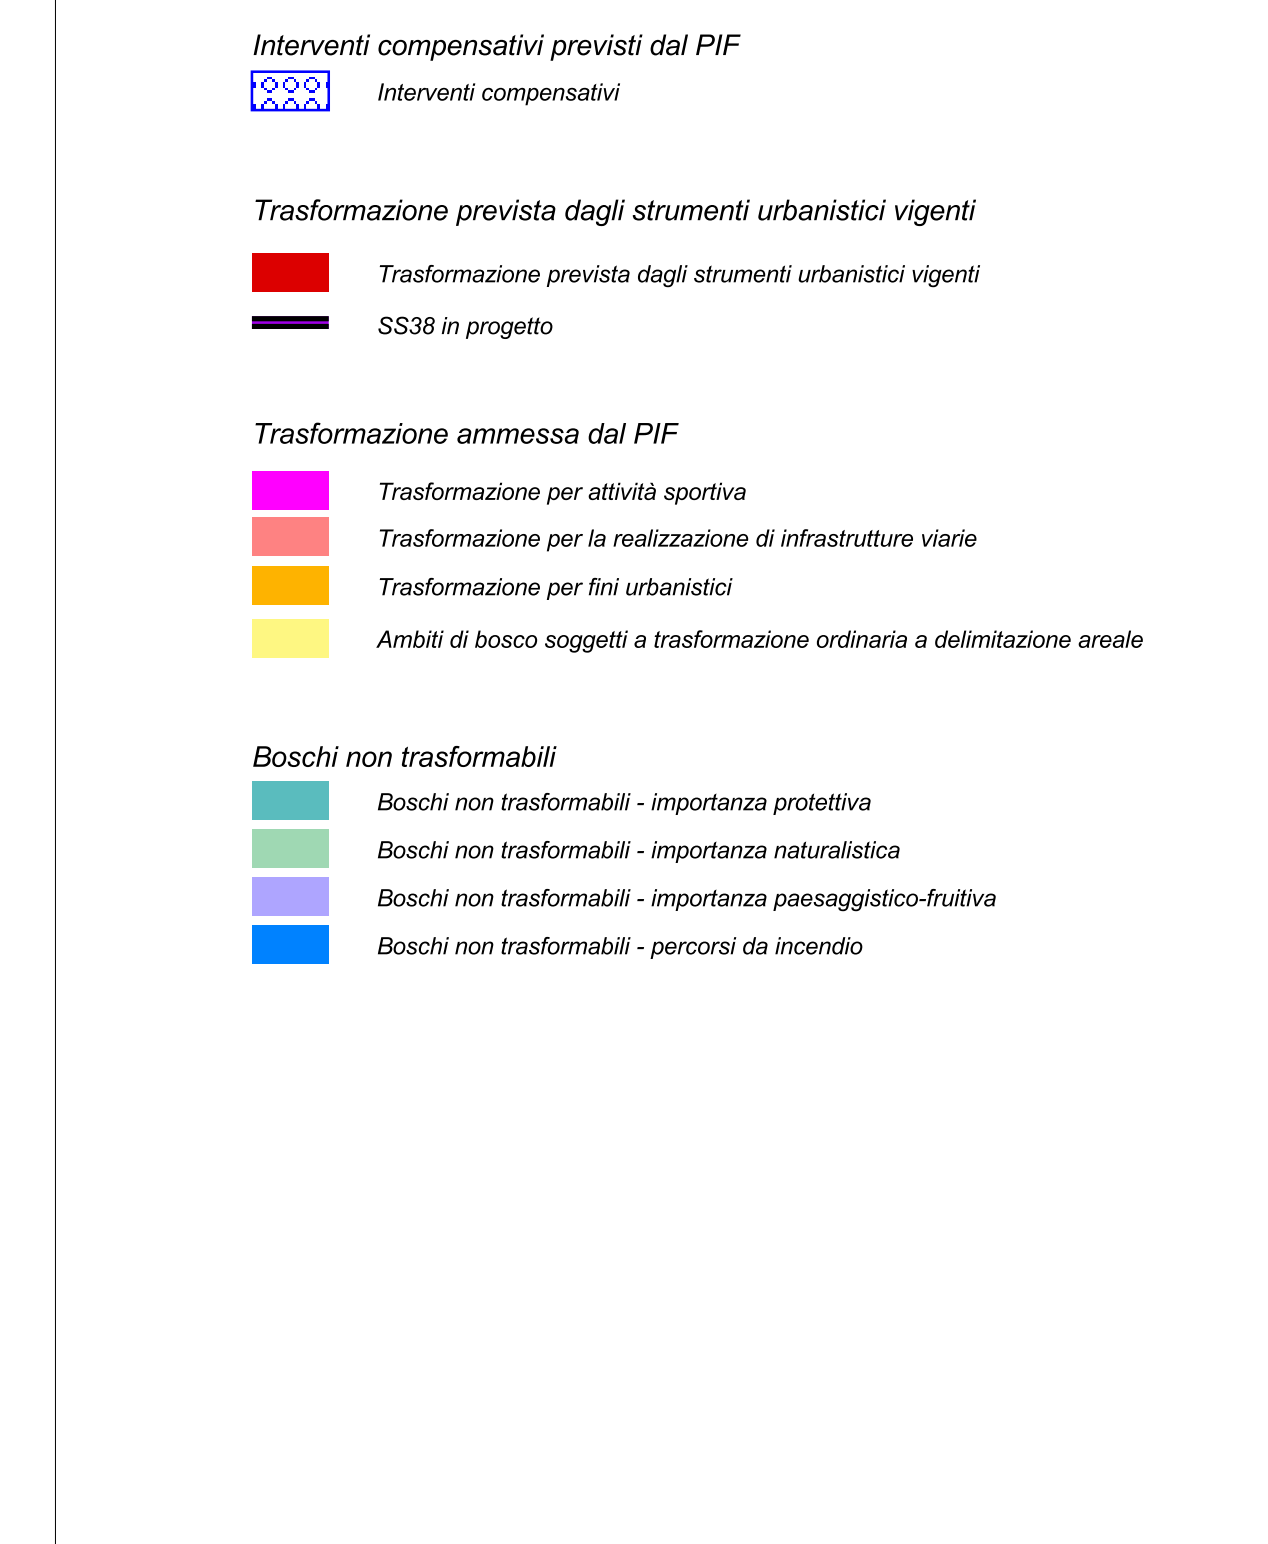 Interventi compensativi previsti dal PIF
Interventi compensativi
Trasformazione prevista dagli strumenti urbanistici vigenti
Trasformazione prevista dagli strumenti urbanistici vigenti
SS38 in progetto
Trasformazione ammessa dal PIF
Trasformazione per attività sportiva
Trasformazione per la realizzazione di infrastrutture viarie
Trasformazione per fini urbanistici
Ambiti di bosco soggetti a trasformazione ordinaria a delimitazione areale
Boschi non trasformabili
Boschi non trasformabili - importanza protettiva
Boschi non trasformabili - importanza naturalistica
Boschi non trasformabili - importanza paesaggistico-fruitiva
Boschi non trasformabili - percorsi da incendio